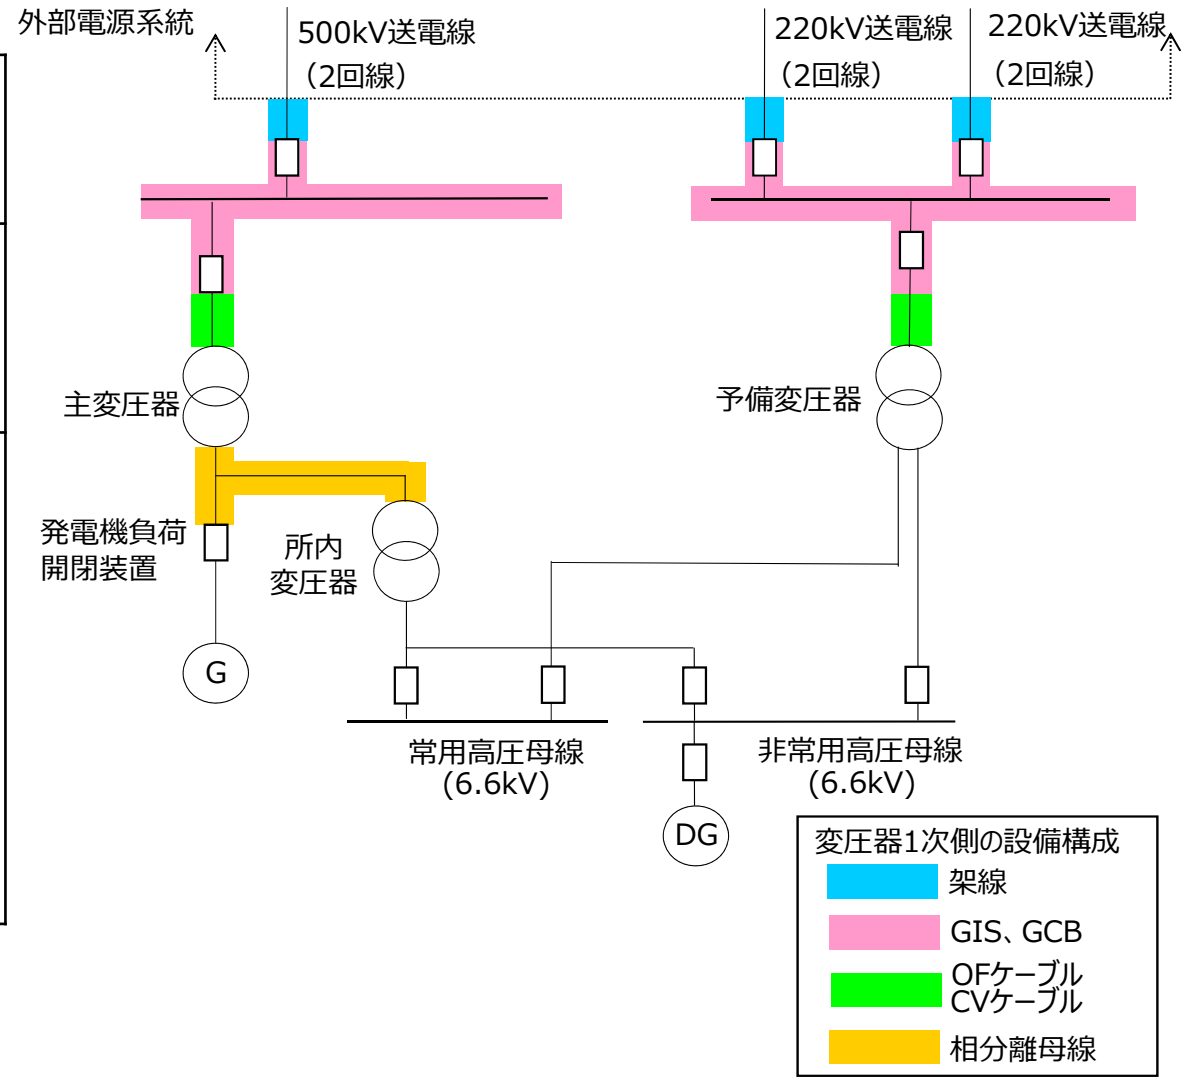 外部電源系統
500kV送電線
（2回線）
220kV送電線
（2回線）
220kV送電線
（2回線）
主変圧器
予備変圧器
発電機負荷
開閉装置
所内
変圧器
G
常用高圧母線
(6.6kV)
非常用高圧母線
(6.6kV)
DG
変圧器1次側の設備構成
架線
GIS、GCB
OFケーブル
CVケーブル
相分離母線